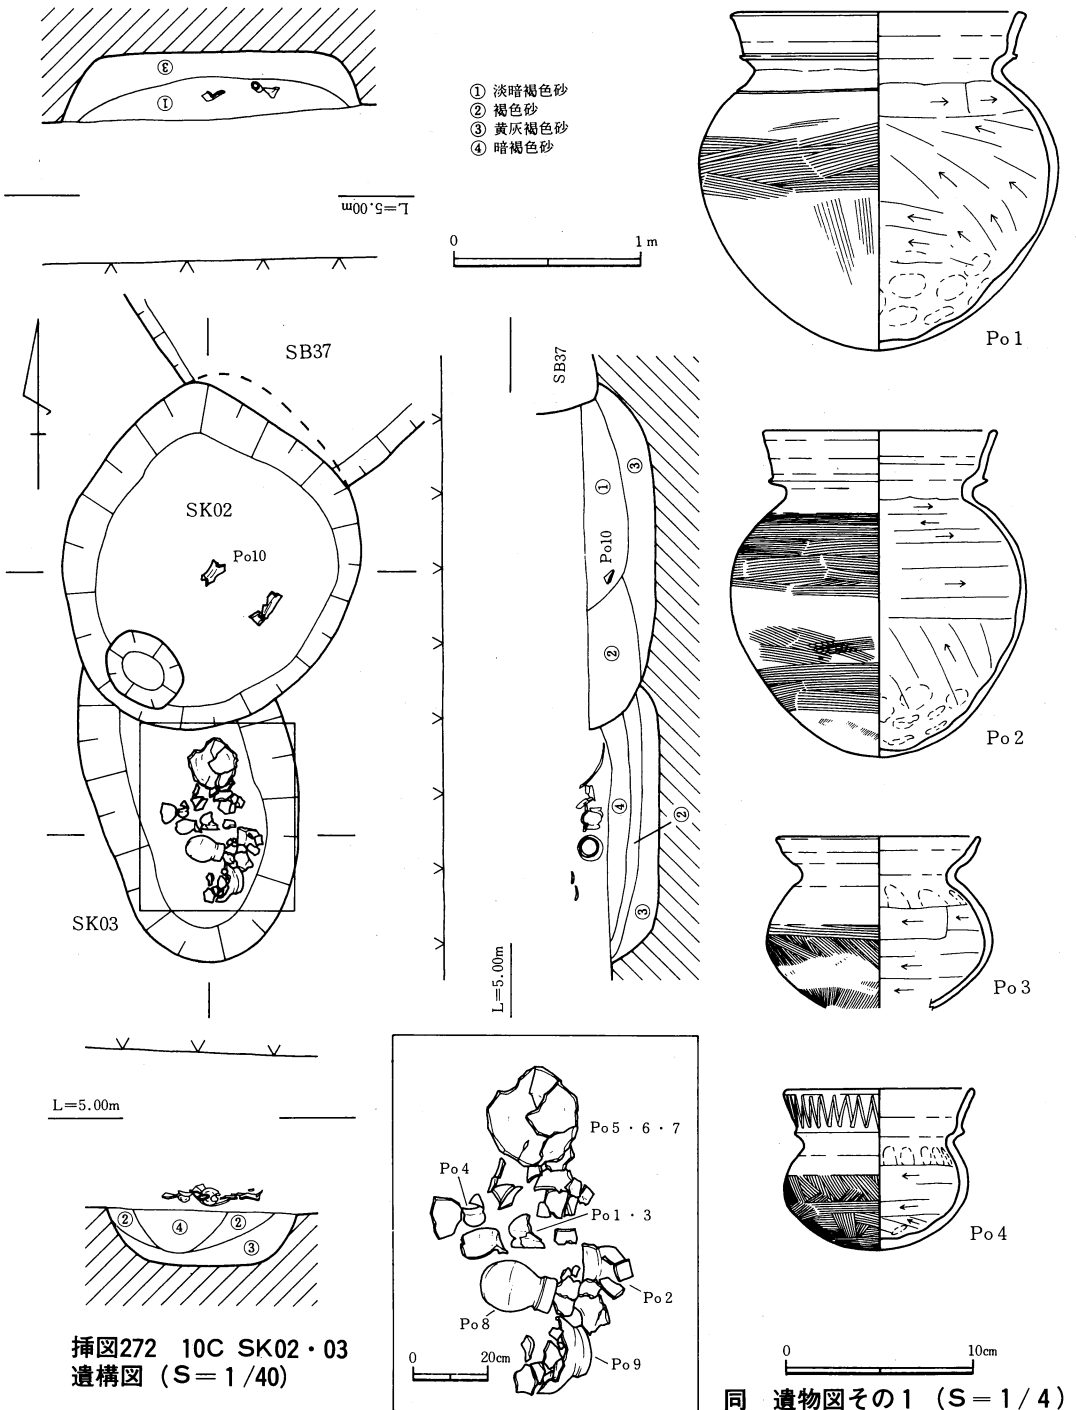 ③
①
L=5.00m
① 淡暗褐色砂
② 褐色砂
③ 黄灰褐色砂
④ 暗褐色砂
0 1m
SB37
SK02
Po10
SK03
SB37
③
①
Po10
②
④
②
③
L=5.00m
L=5.00m
② ④ ②
③
挿図272 10C SK02・03
遺構図 (S=1/40)
Po5・6・7
Po4
Po1・3
Po2
Po8
Po9
0 20cm
Po1
Po2
Po3
Po4
0 10cm
同 遺物図その1 (S=1/4)